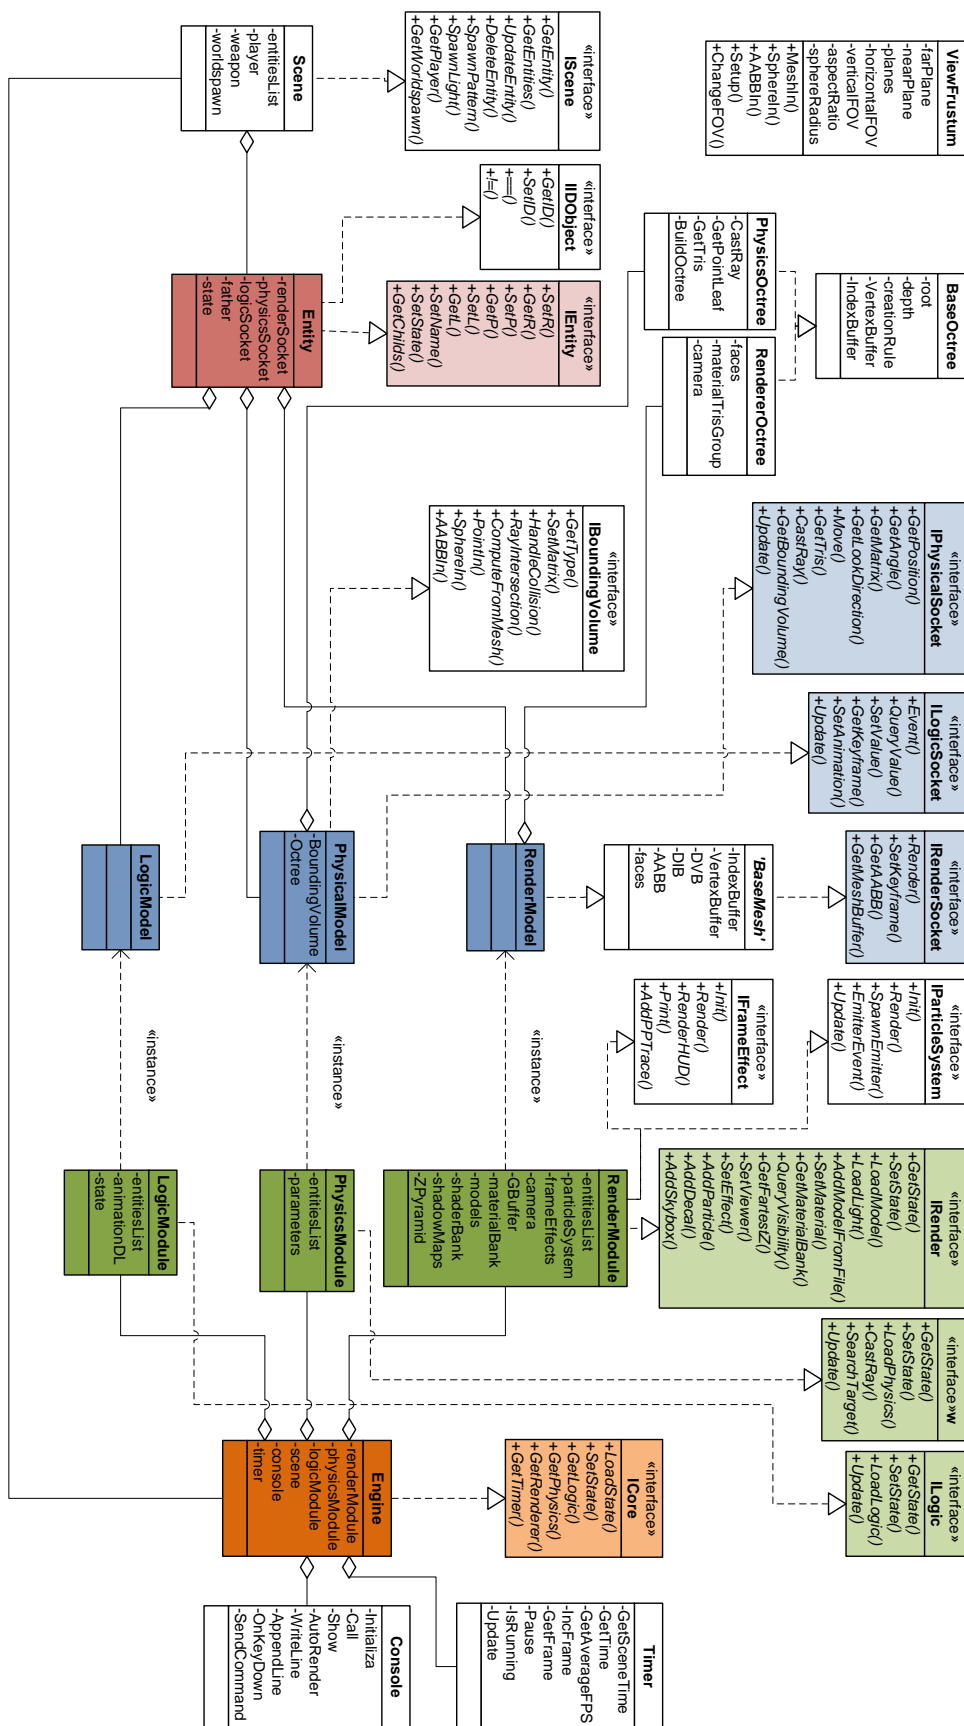 ViewFrustum
-farPlane
-nearPlane
-planes
-horizontalFOV
-verticalFOV
-aspectRatio
-sphereRadius
+MeshIn()
+SphereIn()
+AABBIn()
+Setup()
+ChangeFOV()
BaseOctree
-root
-depth
-creationRule
-VertexBuffer
-IndexBuffer
PhysicsOctree
-CastRay
-GetPointLeaf
-GetTris
-BuildOctree
RendererOctree
-faces
-materialTrisGroup
-camera
«interface»
IScene
+GetEntity()
+GetEntities()
+UpdateEntity()
+DeleteEntity()
+SpawnPattern()
+SpawnLight()
+GetPlayer()
+GetWorldspawn()
«interface»
IIDObject
+GetID()
+SetID()
+==()
+!=()
«interface»
IEntity
+SetR()
+GetR()
+SetP()
+GetP()
+SetL()
+GetL()
+SetName()
+SetState()
+GetChilds()
Scene
-entitiesList
-player
-weapon
-worldspawn
Entity
-renderSocket
-physicsSocket
-logicSocket
-father
-state
«interface»
IPhysicalSocket
+GetPosition()
+GetAngle()
+GetMatrix()
+GetLookDirection()
+Move()
+GetTris()
+CastRay()
+GetBoundingVolume()
+Update()
«interface»
ILogicSocket
+Event()
+QueryValue()
+SetValue()
+GetKeyframe()
+SetAnimation()
+Update()
«interface»
IRenderSocket
+Render()
+SetKeyframe()
+GetAABB()
+GetMeshBuffer()
«interface»
IBoundingVolume
+GetType()
+SetMatrix()
+HandleCollision()
+RayIntersection()
+ComputeFromMesh()
+PointIn()
+SphereIn()
+AABBIn()
'BaseMesh'
-IndexBuffer
-VertexBuffer
-DVB
-DIB
-AABB
-faces
RenderModel
PhysicalModel
-BoundingVolume
-Octree
LogicModel
«interface»
IParticleSystem
+Init()
+Render()
+SpawnEmitter()
+EmitterEvent()
+Update()
«interface»
IFrameEffect
+Init()
+Render()
+RenderHUD()
+Print()
+AddPPTrace()
«instance»
«instance»
«instance»
«interface»
IRender
+GetState()
+SetState()
+LoadModel()
+LoadLight()
+AddModelFromFile()
+SetMaterial()
+GetMaterialBank()
+QueryVisibility()
+GetFartestZ()
+SetViewer()
+SetEffect()
+AddParticle()
+AddDecal()
+AddSkybox()
«interface»w
+GetState()
+SetState()
+LoadPhysics()
+CastRay()
+SearchTarget()
+Update()
«interface»
ILogic
+GetState()
+SetState()
+LoadLogic()
+Update()
RenderModule
-entitiesList
-particleSystem
-frameEffects
-camera
-GBuffer
-materialBank
-models
-shaderBank
-shadowMaps
-ZPyramid
PhysicsModule
-entitiesList
-parameters
LogicModule
-entitiesList
-animationDL
-state
«interface»
ICore
+LoadState()
+SetState()
+GetLogic()
+GetPhysics()
+GetRenderer()
+GetTimer()
Engine
-renderModule
-physicsModule
-logicModule
-scene
-console
-timer
Timer
-GetSceneTime
-GetTime
-GetAverageFPS
-IncFrame
-GetFrame
-Pause
-IsRunning
-Update
Console
-Initializa
-Call
-Show
-AutoRender
-WriteLine
-AppendLine
-OnKeyDown
-SendCommand